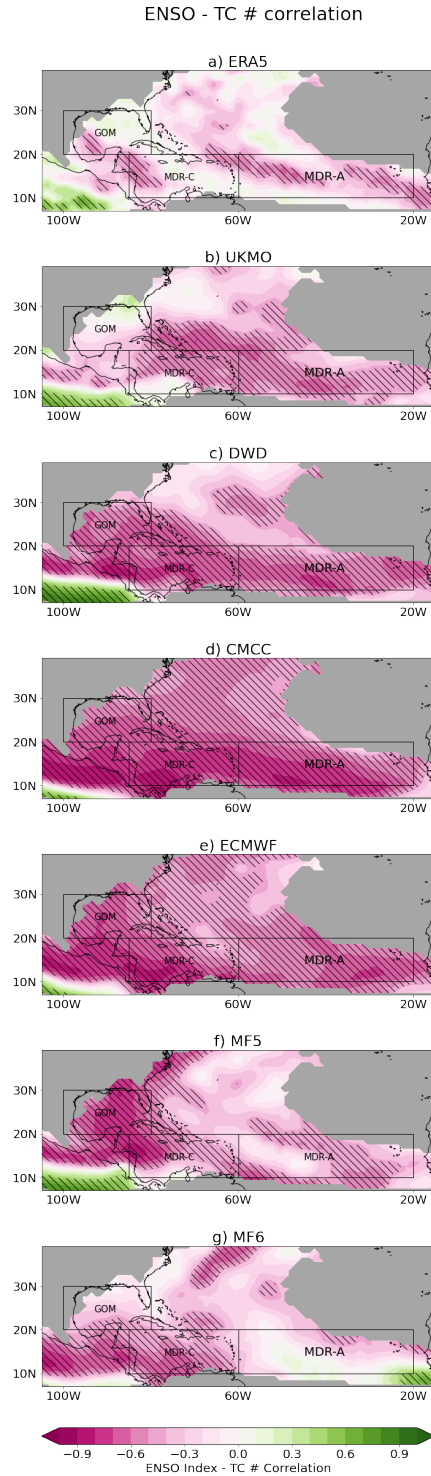 ENSO - TC # correlation
a) ERA5
30N
20N
10N
GOM
MDR-C
MDR-A
100W 60W 20W
b) UKMO
30N
20N
10N
GOM
MDR-C
MDR-A
100W 60W 20W
c) DWD
30N
20N
10N
GOM
MDR-C
MDR-A
100W 60W 20W
d) CMCC
30N
20N
10N
GOM
MDR-C
MDR-A
100W 60W 20W
e) ECMWF
30N
20N
10N
GOM
MDR-C
MDR-A
100W 60W 20W
f) MF5
30N
20N
10N
GOM
MDR-C
MDR-A
100W 60W 20W
g) MF6
30N
20N
10N
GOM
MDR-C
MDR-A
100W 60W 20W
−0.9 −0.6 −0.3 0.0 0.3 0.6 0.9
ENSO Index - TC # Correlation